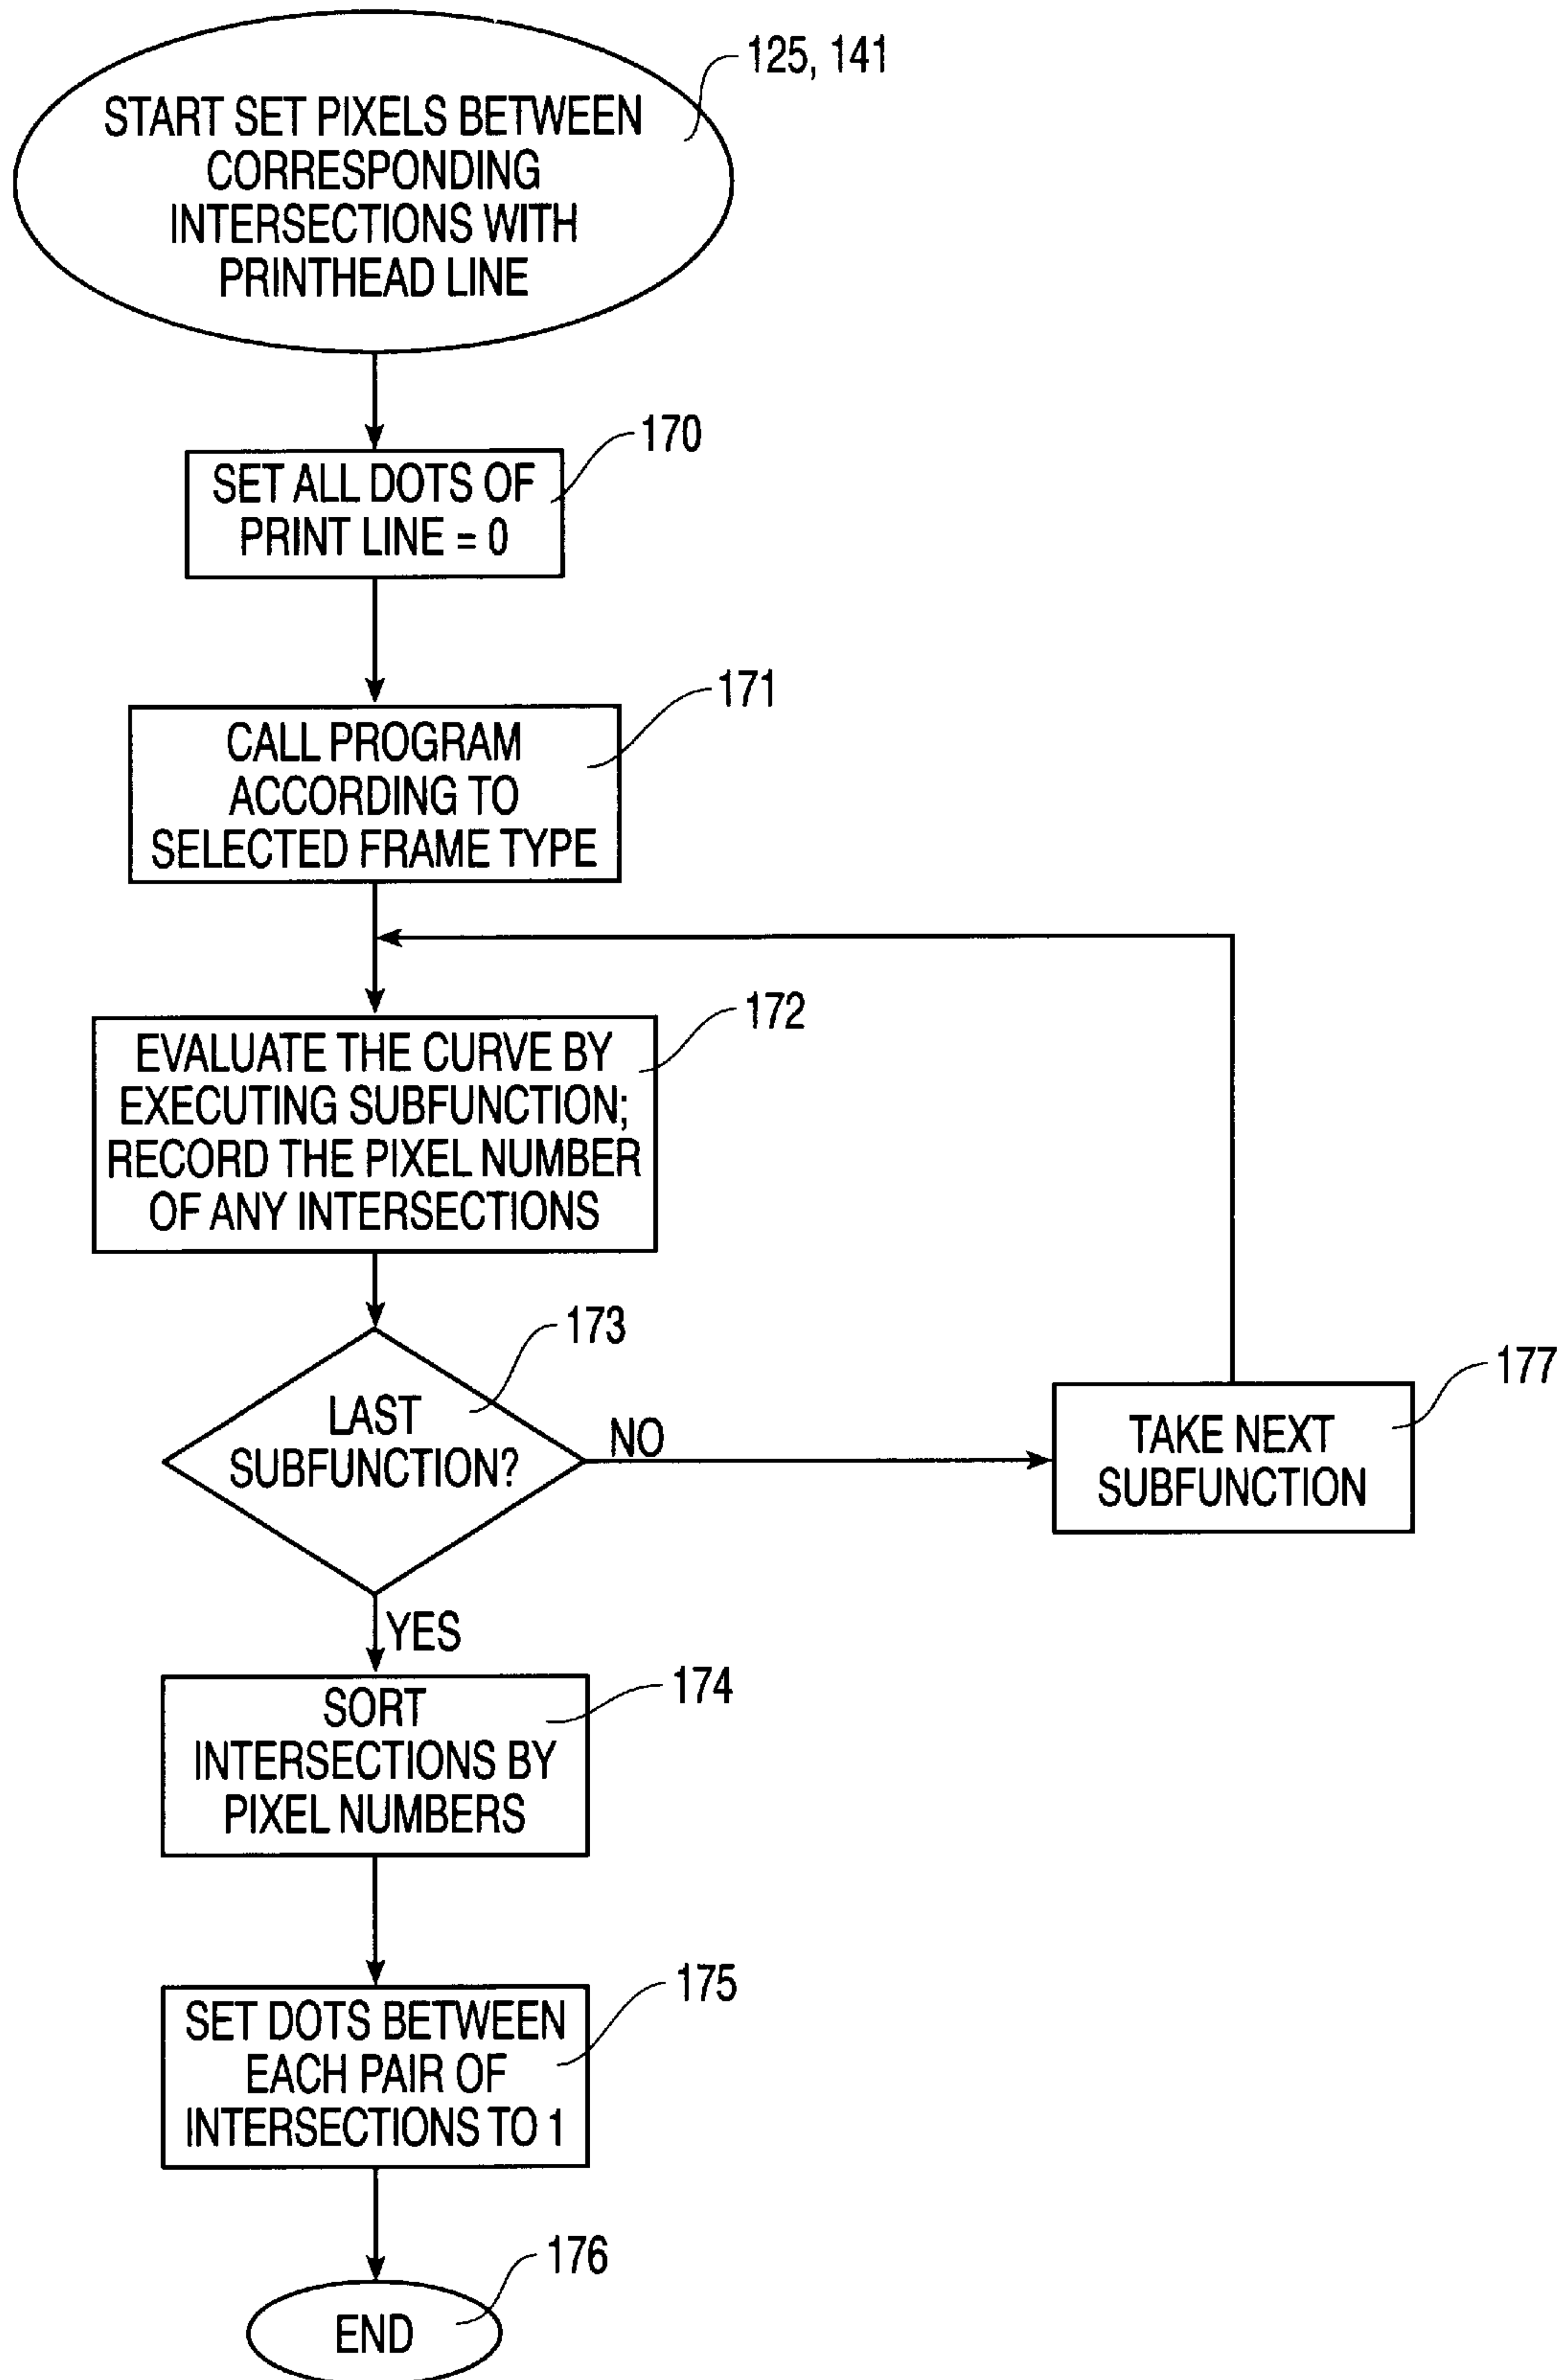 125, 141
START SET PIXELS BETWEEN
CORRESPONDING
INTERSECTIONS WITH
PRINTHEAD LINE
170
SET ALL DOTS OF
PRINT LINE = 0
171
CALL PROGRAM
ACCORDING TO
SELECTED FRAME TYPE
172
EVALUATE THE CURVE BY
EXECUTING SUBFUNCTION;
RECORD THE PIXEL NUMBER
OF ANY INTERSECTIONS
173
LAST
SUBFUNCTION?
NO
177
TAKE NEXT
SUBFUNCTION
YES
174
SORT
INTERSECTIONS BY
PIXEL NUMBERS
175
SET DOTS BETWEEN
EACH PAIR OF
INTERSECTIONS TO 1
176
END